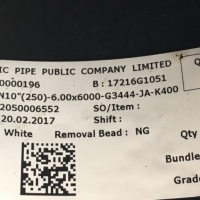 IC PIPE PUBLIC COMPANY LIMITED
0000196 B : 17216G1051
N10"(250)-6.00x6000-G3444-JA-K400
2050006552 SO/Item :
20.02.2017 Shift :
White Removal Bead : NG Qty
Bundle
Grade